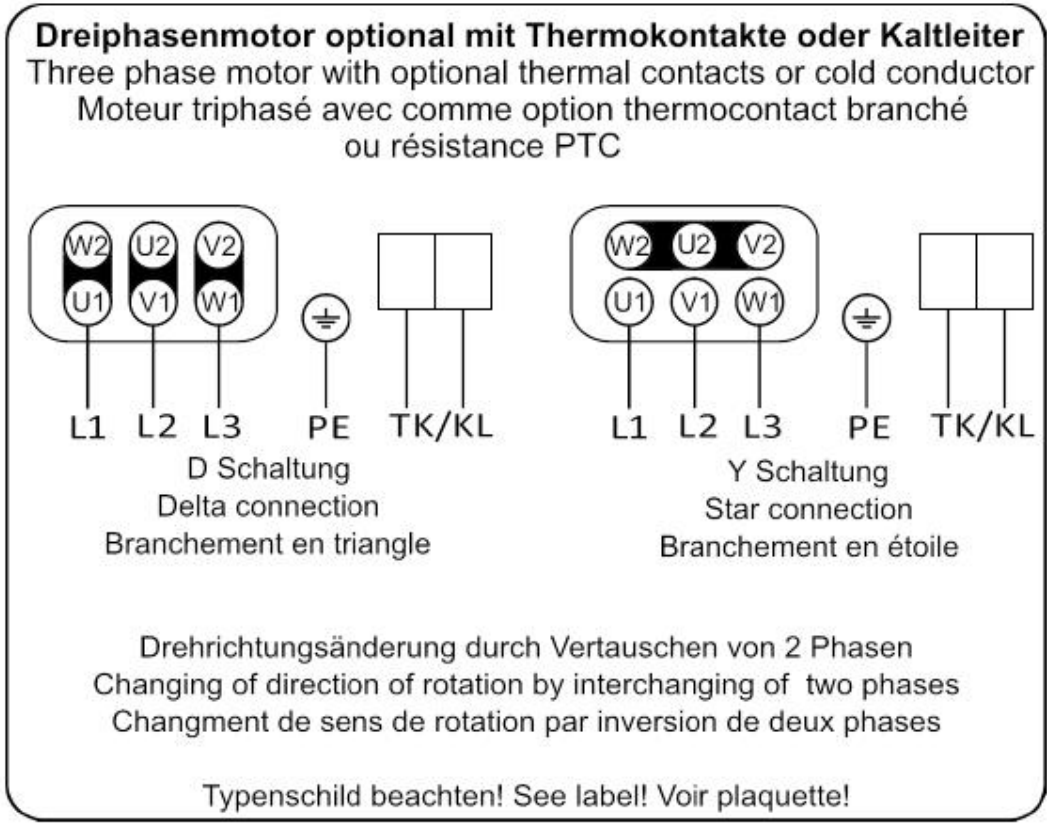 Dreiphasenmotor optional mit Thermokontakte oder Kaltleiter
Three phase motor with optional thermal contacts or cold conductor
Moteur triphasé avec comme option thermocontact branché
ou résistance PTC
W2 U2 V2
U1 V1 W1
L1 L2 L3 PE TK/KL
D Schaltung
Delta connection
Branchement en triangle
W2 U2 V2
U1 V1 W1
L1 L2 L3 PE TK/KL
Y Schaltung
Star connection
Branchement en étoile
Drehrichtungsänderung durch Vertauschen von 2 Phasen
Changing of direction of rotation by interchanging of two phases
Changment de sens de rotation par inversion de deux phases
Typenschild beachten! See label! Voir plaquette!